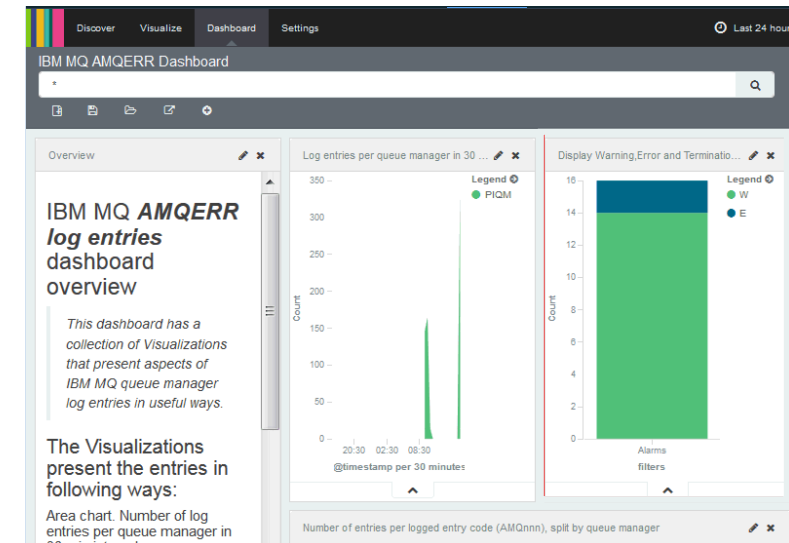 Discover Visualize Dashboard Settings Last 24 hour
IBM MQ AMQERR Dashboard
*
Overview
IBM MQ AMQERR
log entries
dashboard
overview
This dashboard has a
collection of Visualizations
that present aspects of
IBM MQ queue manager
log entries in useful ways.
The Visualizations
present the entries in
following ways:
Area chart. Number of log
entries per queue manager in
Log entries per queue manager in 30 ...
Legend
PIQM
350
300
250
200
150
100
50
0
Count
20:30 02:30 08:30
@timestamp per 30 minutes
Display Warning,Error and Terminatio...
Legend
W
E
16
14
12
10
8
6
4
2
0
Count
Alarms
filters
Number of entries per logged entry code (AMQnnn), split by queue manager